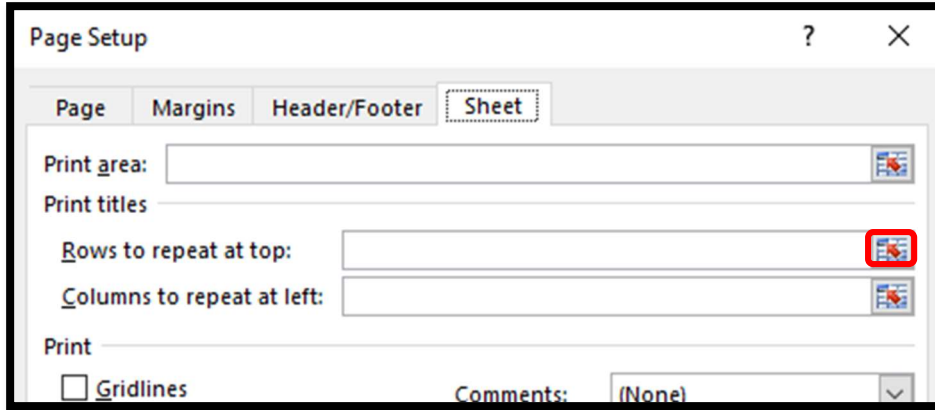 Page Setup ? X
Page Margins Header/Footer Sheet
Print area:
Print titles
Rows to repeat at top:
Columns to repeat at left:
Print
Gridlines Comments: (None)